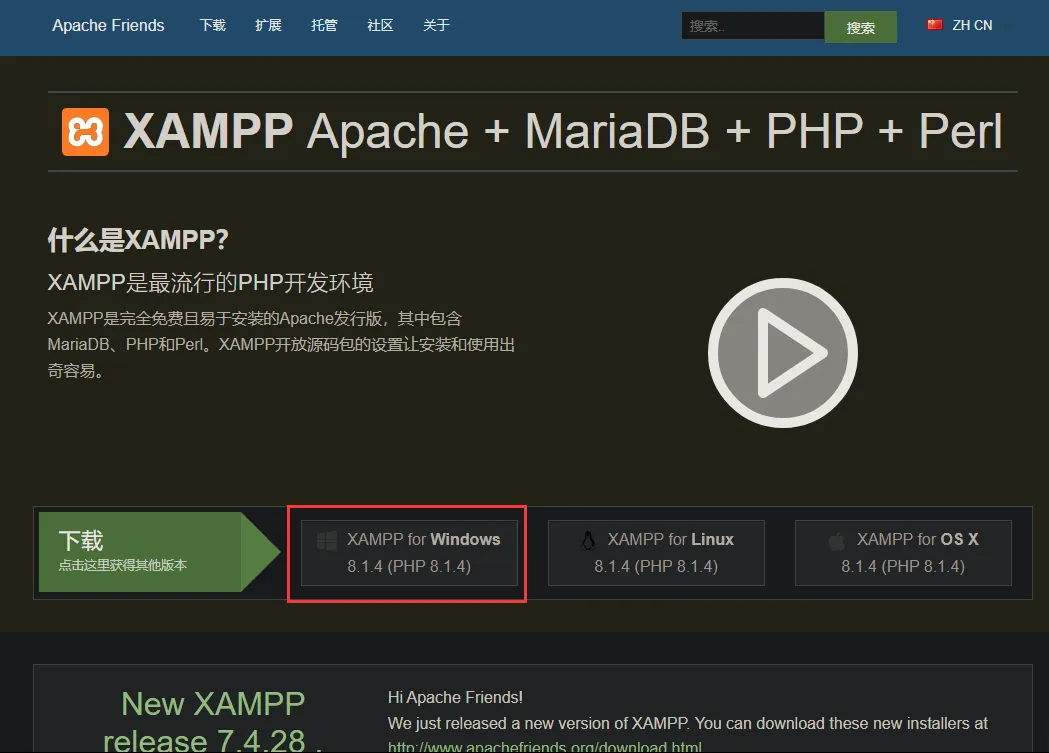 Apache Friends 下载 扩展 托管 社区 关于 搜索.. 搜索 ZH CN
XAMPP Apache + MariaDB + PHP + Perl
什么是XAMPP?
XAMPP是最流行的PHP开发环境
XAMPP是完全免费且易于安装的Apache发行版，其中包含
MariaDB、PHP和Perl。XAMPP开放源码包的设置让安装和使用出
奇容易。
下载
点击这里获得其他版本
XAMPP for Windows
8.1.4 (PHP 8.1.4)
XAMPP for Linux
8.1.4 (PHP 8.1.4)
XAMPP for OS X
8.1.4 (PHP 8.1.4)
New XAMPP
release 7.4.28 ,
Hi Apache Friends!
We just released a new version of XAMPP. You can download these new installers at
http://www.apachefriends.org/download.html